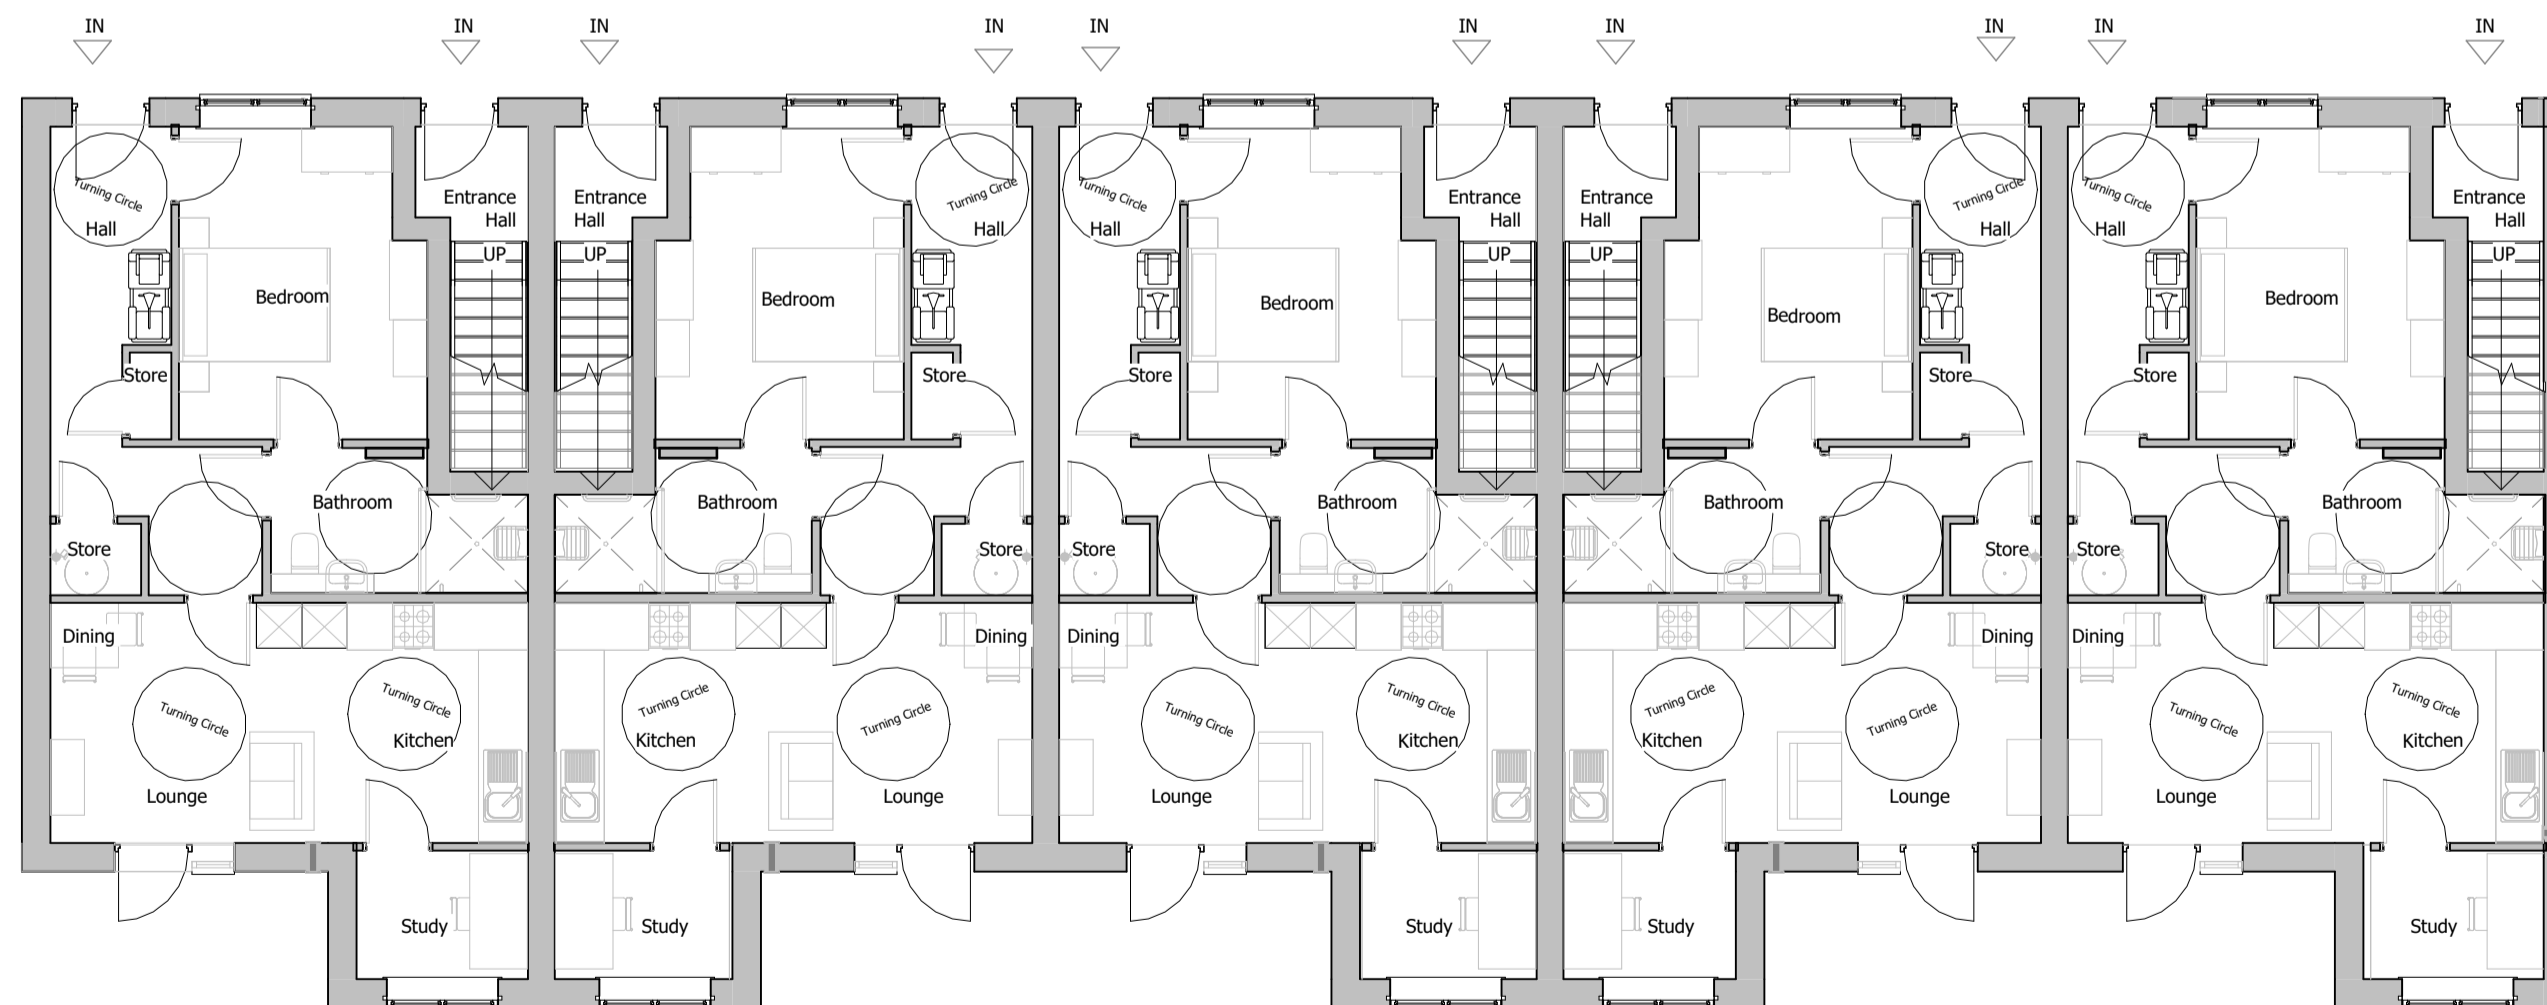 IN IN IN IN IN IN IN IN IN IN
Turning Circle Turning Circle Turning Circle Turning Circle Turning Circle
Entrance Entrance Entrance Entrance Entrance
Hall Hall Hall Hall Hall
Hall Hall Hall Hall Hall
UP UP UP UP UP
Bedroom Bedroom Bedroom Bedroom Bedroom
Store Store Store Store Store
Bathroom Bathroom Bathroom Bathroom Bathroom
Store Store Store Store Store
Dining Dining Dining Dining Dining
Turning Circle Turning Circle Turning Circle Turning Circle Turning Circle
Turning Circle Turning Circle Turning Circle Turning Circle Turning Circle
Kitchen Kitchen Kitchen Kitchen Kitchen
Lounge Lounge Lounge Lounge Lounge
Study Study Study Study Study